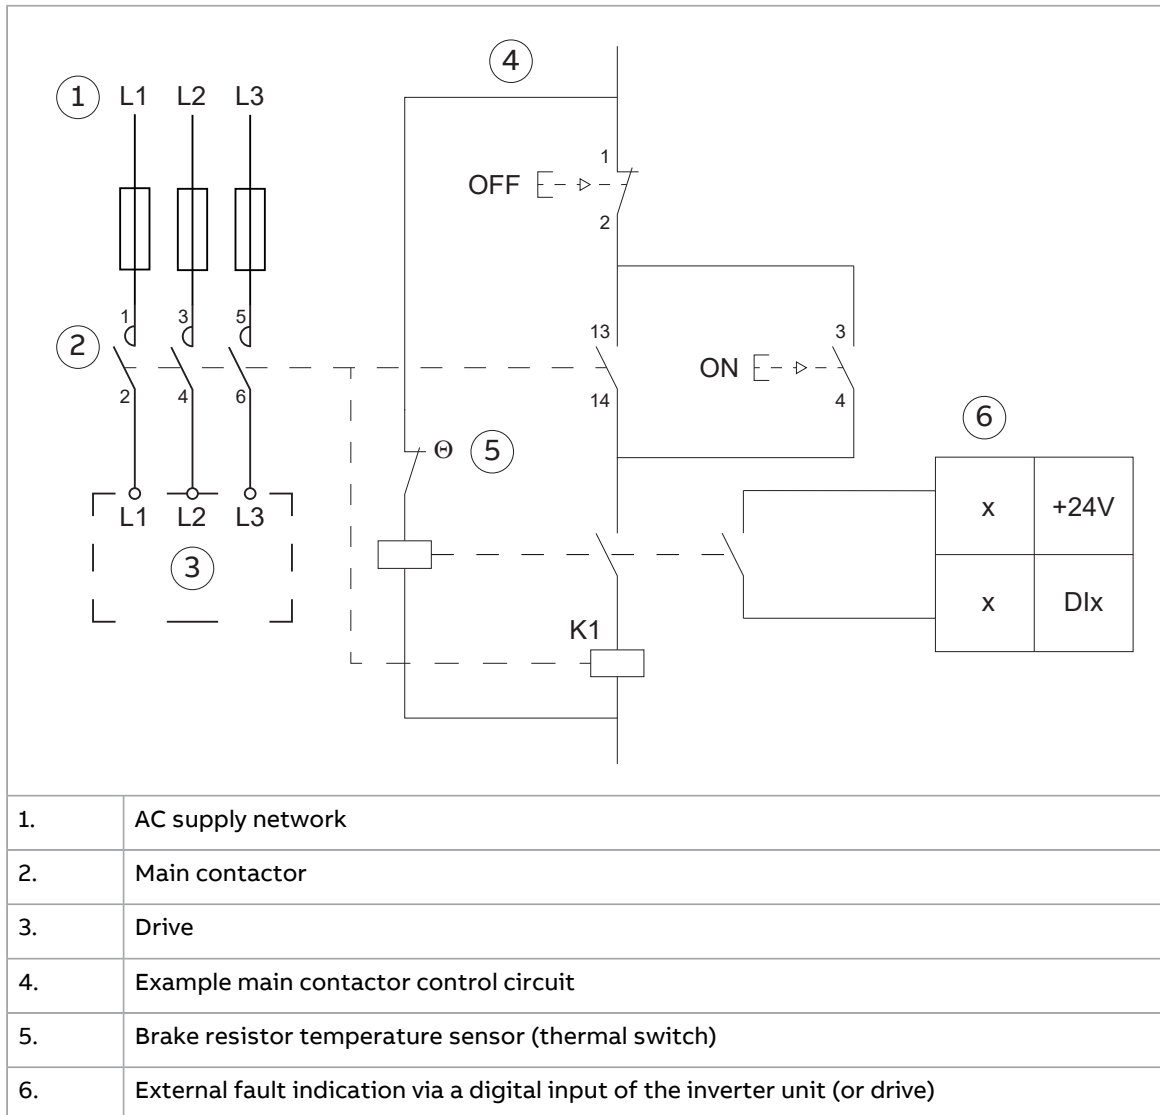 4
1 L1 L2 L3
1
OFF
2
1 3 5
13
3
2
ON
2 4 6
14
4
6
Θ 5
x +24V
L1 L2 L3
3
x DIx
K1
1. AC supply network
2. Main contactor
3. Drive
4. Example main contactor control circuit
5. Brake resistor temperature sensor (thermal switch)
6. External fault indication via a digital input of the inverter unit (or drive)